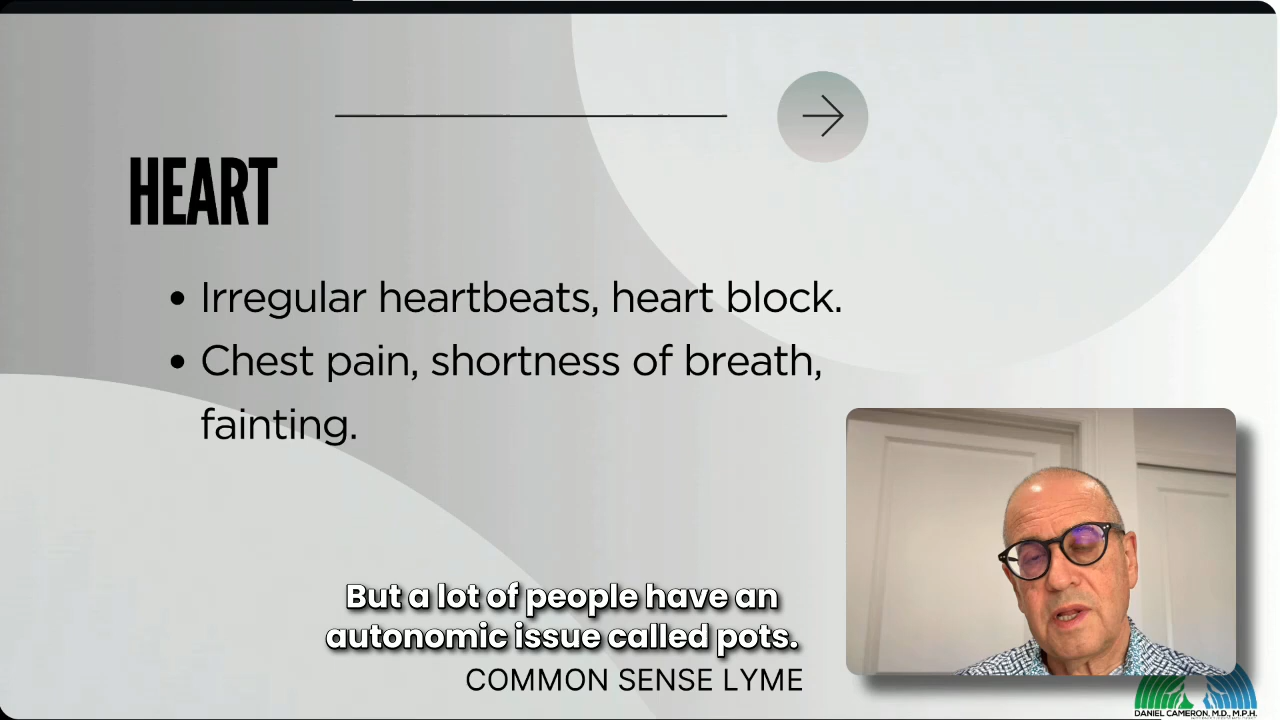 HEART
• Irregular heartbeats, heart block.
• Chest pain, shortness of breath,
fainting.
But a lot of people have an
autonomic issue called pots.
COMMON SENSE LYME
DANIEL CAMERON, M.D., M.P.H.